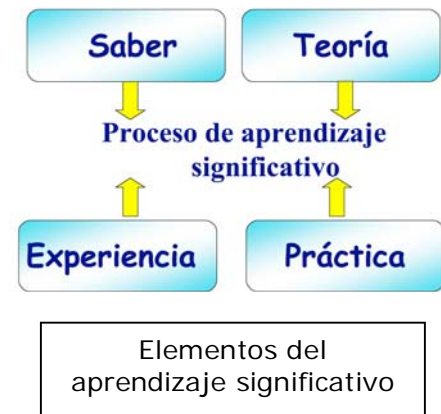 Saber
Teoría
Proceso de aprendizaje
significativo
Experiencia
Práctica
Elementos del
aprendizaje significativo